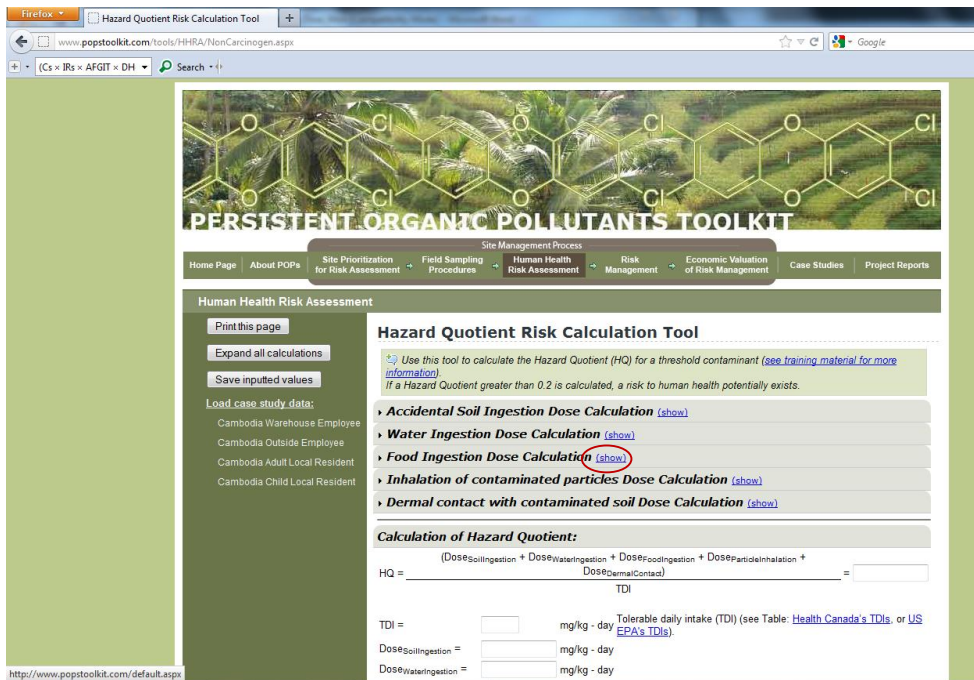 Firefox
Hazard Quotient Risk Calculation Tool
+
www.popstoolkit.com/tools/HHRA/NonCarcinogen.aspx
Google
(Cs × IRs × AFGIT × DH
Search
O Cl O Cl O Cl
Cl O Cl O Cl
PERSISTENT ORGANIC POLLUTANTS TOOLKIT
Site Management Process
Home Page
About POPs
Site Prioritization
for Risk Assessment
Field Sampling
Procedures
Human Health
Risk Assessment
Risk
Management
Economic Valuation
of Risk Management
Case Studies
Project Reports
Human Health Risk Assessment
Print this page
Expand all calculations
Save inputted values
Load case study data:
Cambodia Warehouse Employee
Cambodia Outside Employee
Cambodia Adult Local Resident
Cambodia Child Local Resident
Hazard Quotient Risk Calculation Tool
Use this tool to calculate the Hazard Quotient (HQ) for a threshold contaminant (see training material for more
information).
If a Hazard Quotient greater than 0.2 is calculated, a risk to human health potentially exists.
Accidental Soil Ingestion Dose Calculation (show)
Water Ingestion Dose Calculation (show)
Food Ingestion Dose Calculation (show)
Inhalation of contaminated particles Dose Calculation (show)
Dermal contact with contaminated soil Dose Calculation (show)
Calculation of Hazard Quotient:
(DoseSoilIngestion + DoseWaterIngestion + DoseFoodIngestion + DoseParticleInhalation +
DoseDermalContact)
HQ = =
TDI
TDI = mg/kg - day Tolerable daily intake (TDI) (see Table: Health Canada's TDIs, or US
EPA's TDIs).
DoseSoilIngestion = mg/kg - day
DoseWaterIngestion = mg/kg - day
http://www.popstoolkit.com/default.aspx